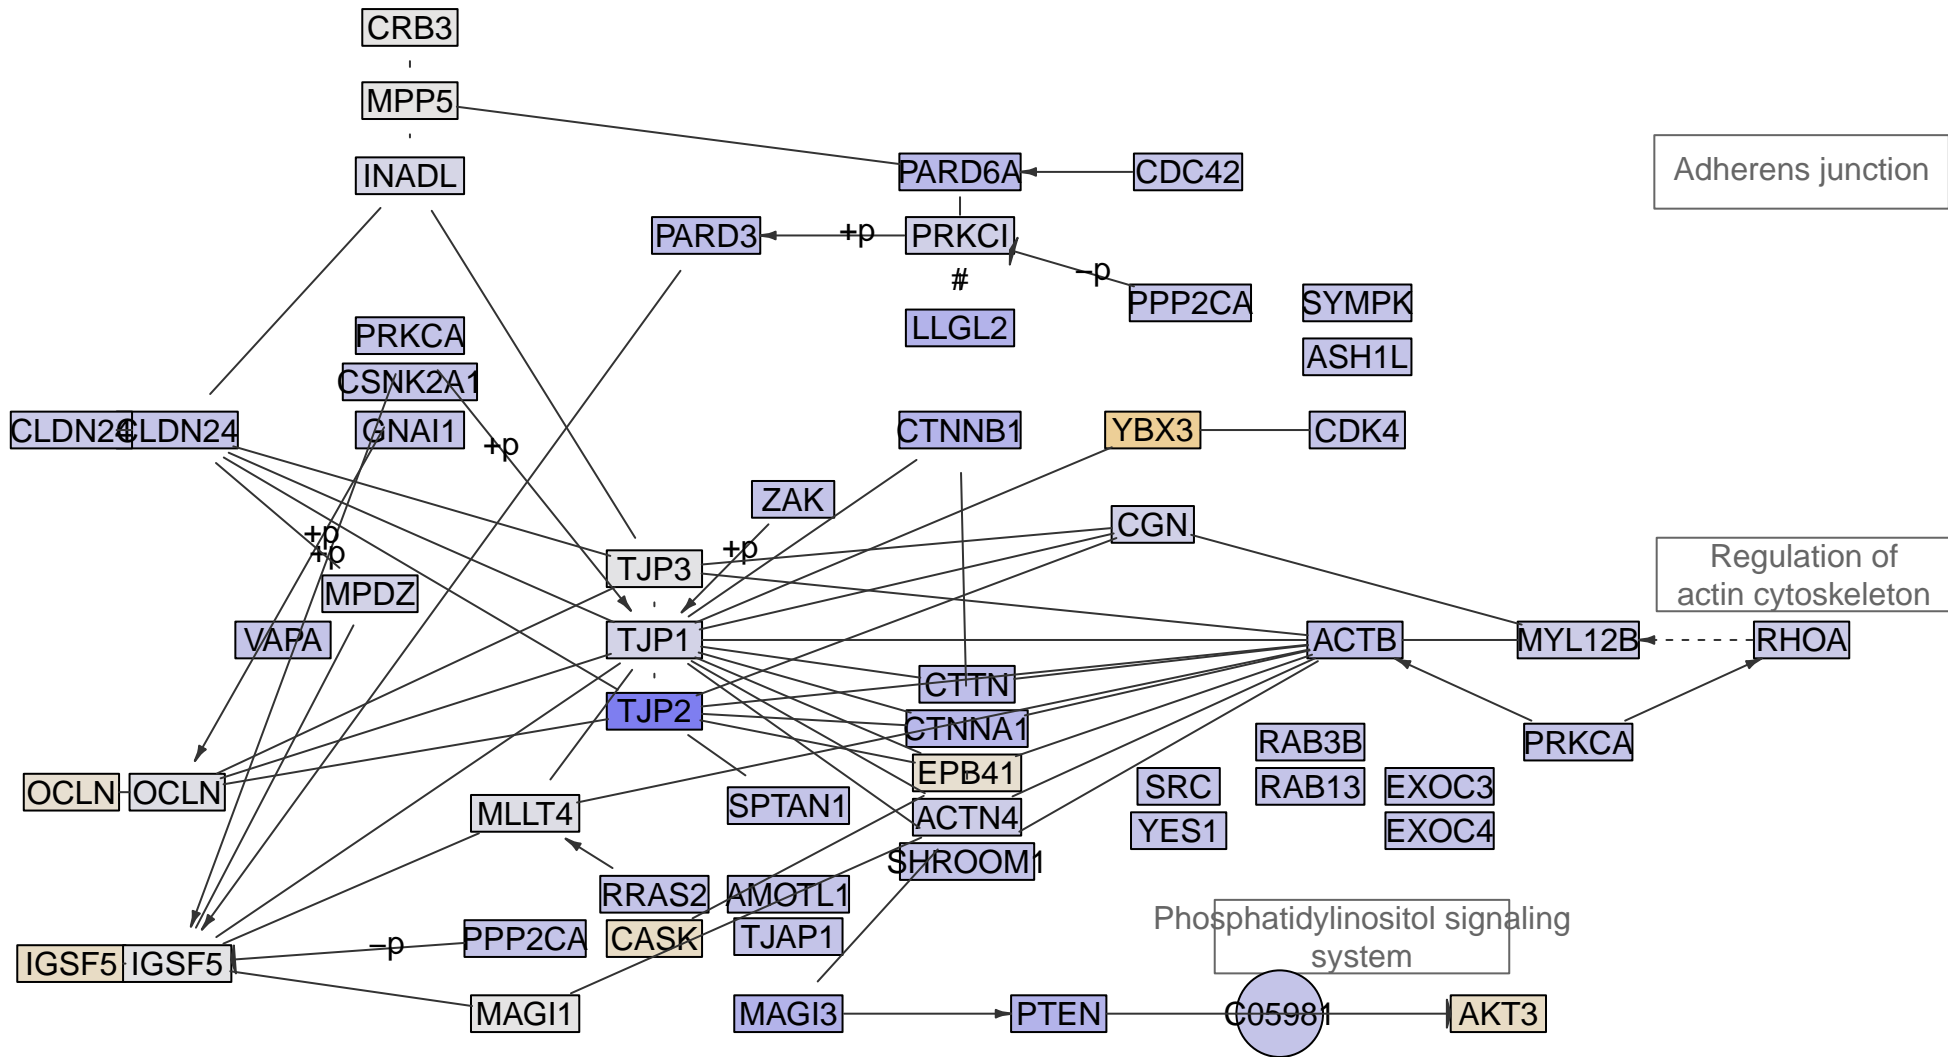 CRB3
MPP5
INADL
PARD6A
CDC42
Adherens junction
PARD3
+p
PRKCI
#
–p
PPP2CA
SYMPK
PRKCA
LLGL2
ASH1L
CSNK2A1
CLDN24
CLDN24
GNAI1
+p
CTNNB1
YBX3
CDK4
ZAK
CGN
+p
+p
+p
TJP3
MPDZ
Regulation of
actin cytoskeleton
VAPA
TJP1
ACTB
MYL12B
RHOA
CTTN
TJP2
CTNNA1
RAB3B
PRKCA
OCLN
OCLN
EPB41
SRC
RAB13
EXOC3
MLLT4
SPTAN1
ACTN4
YES1
EXOC4
SHROOM1
RRAS2
AMOTL1
Phosphatidylinositol signaling
system
PPP2CA
CASK
TJAP1
–p
IGSF5
IGSF5
MAGI1
MAGI3
PTEN
C05981
AKT3